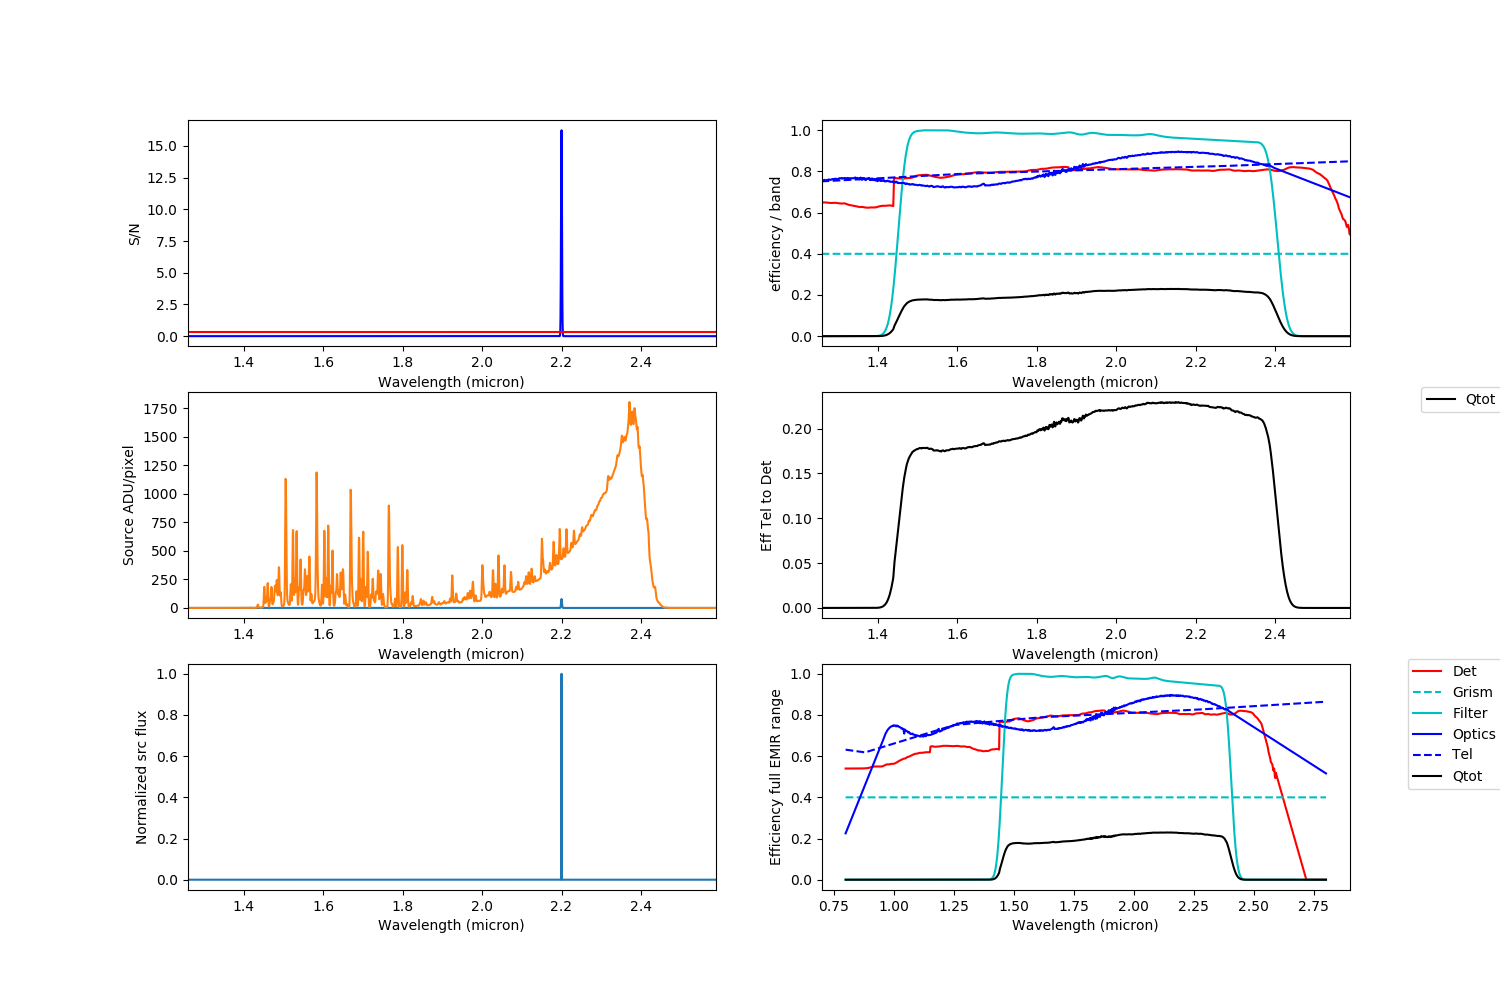 S/N
15.0
12.5
10.0
7.5
5.0
2.5
0.0
1.4 1.6 1.8 2.0 2.2 2.4
Wavelength (micron)
efficiency / band
1.0
0.8
0.6
0.4
0.2
0.0
1.4 1.6 1.8 2.0 2.2 2.4
Wavelength (micron)
Source ADU/pixel
1750
1500
1250
1000
750
500
250
0
1.4 1.6 1.8 2.0 2.2 2.4
Wavelength (micron)
Eff Tel to Det
0.20
0.15
0.10
0.05
0.00
1.4 1.6 1.8 2.0 2.2 2.4
Wavelength (micron)
Qtot
Normalized src flux
1.0
0.8
0.6
0.4
0.2
0.0
1.4 1.6 1.8 2.0 2.2 2.4
Wavelength (micron)
Efficiency full EMIR range
1.0
0.8
0.6
0.4
0.2
0.0
0.75 1.00 1.25 1.50 1.75 2.00 2.25 2.50 2.75
Wavelength (micron)
Det
Grism
Filter
Optics
Tel
Qtot